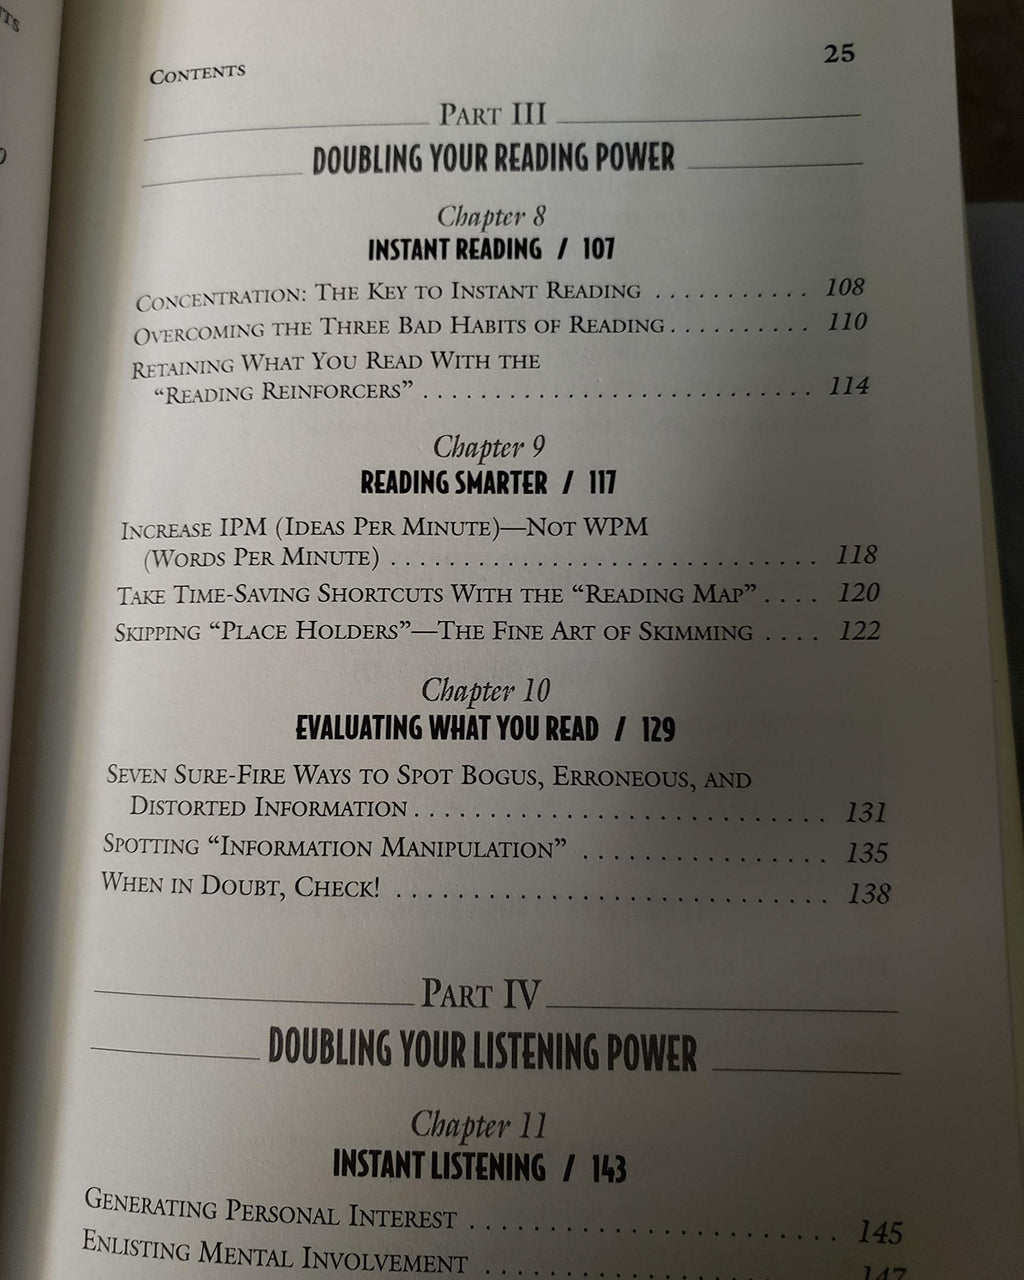 CONTENTS 25
PART III
DOUBLING YOUR READING POWER
Chapter 8
INSTANT READING / 107
CONCENTRATION: THE KEY TO INSTANT READING . . . . . . . . . . . 108
OVERCOMING THE THREE BAD HABITS OF READING . . . . . . . . . . 110
RETAINING WHAT YOU READ WITH THE
“READING REINFORCERS” . . . . . . . . . . . . . . . . . . . . . . . . . . . 114
Chapter 9
READING SMARTER / 117
INCREASE IPM (IDEAS PER MINUTE)—NOT WPM
(WORDS PER MINUTE) . . . . . . . . . . . . . . . . . . . . . . . . . . . . . 118
TAKE TIME-SAVING SHORTCUTS WITH THE “READING MAP” . . . . 120
SKIPPING “PLACE HOLDERS”—THE FINE ART OF SKIMMING . . . . 122
Chapter 10
EVALUATING WHAT YOU READ / 129
SEVEN SURE-FIRE WAYS TO SPOT BOGUS, ERRONEOUS, AND
DISTORTED INFORMATION . . . . . . . . . . . . . . . . . . . . . . . . . . . . 131
SPOTTING “INFORMATION MANIPULATION” . . . . . . . . . . . . . . . . . 135
WHEN IN DOUBT, CHECK! . . . . . . . . . . . . . . . . . . . . . . . . . . . . . . 138
PART IV
DOUBLING YOUR LISTENING POWER
Chapter 11
INSTANT LISTENING / 143
GENERATING PERSONAL INTEREST . . . . . . . . . . . . . . . . . . . . . . . . . 145
ENLISTING MENTAL INVOLVEMENT . . . . . . . . . . . . . . . . . . . . . . . . 147